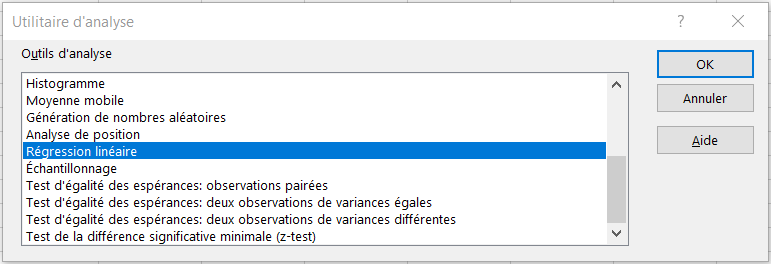 Utilitaire d'analyse
Outils d'analyse
Histogramme
Moyenne mobile
Génération de nombres aléatoires
Analyse de position
Régression linéaire
Échantillonnage
Test d'égalité des espérances: observations pairées
Test d'égalité des espérances: deux observations de variances égales
Test d'égalité des espérances: deux observations de variances différentes
Test de la différence significative minimale (z-test)
OK
Annuler
Aide